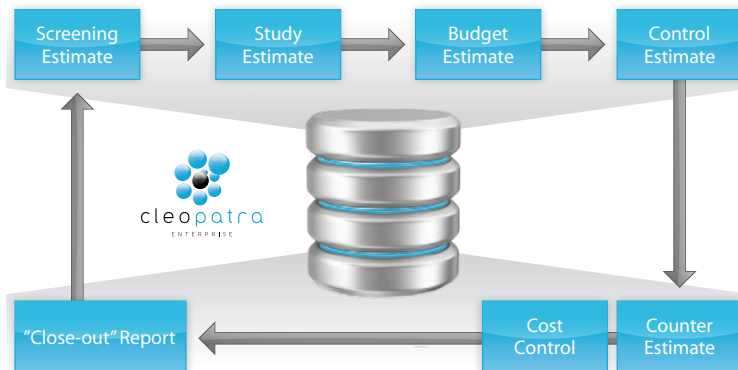 Screening
Estimate
Study
Estimate
Budget
Estimate
Control
Estimate
cleopatra
ENTERPRISE
"Close-out" Report
Cost
Control
Counter
Estimate